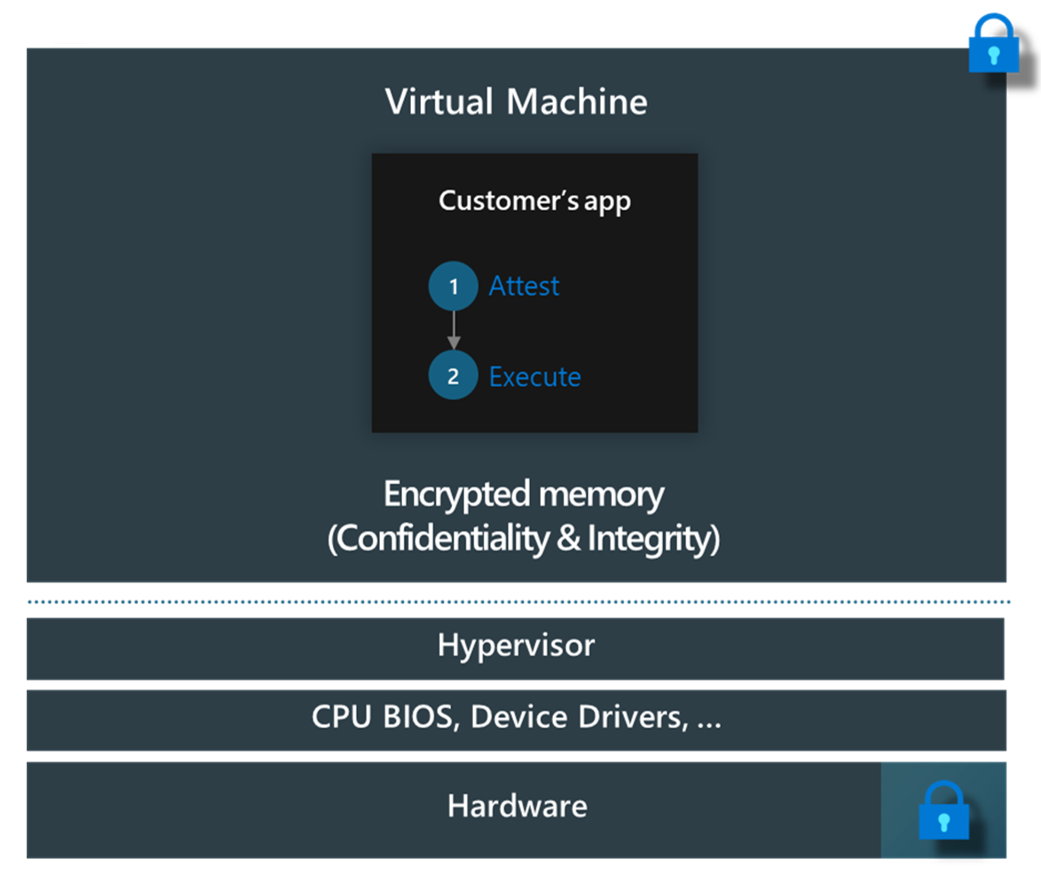 Virtual Machine
Customer's app
1 Attest
2 Execute
Encrypted memory
(Confidentiality & Integrity)
Hypervisor
CPU BIOS, Device Drivers, ...
Hardware